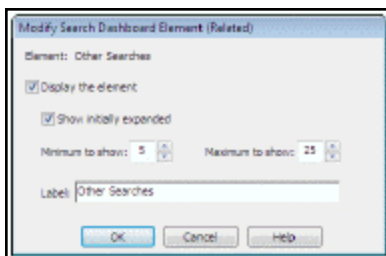 Modify Search Dashboard Element (Related)
Element: Other Searches
Display the element
Show initially expanded
Minimum to show: 5 Maximum to show: 25
Label: Other Searches
OK Cancel Help